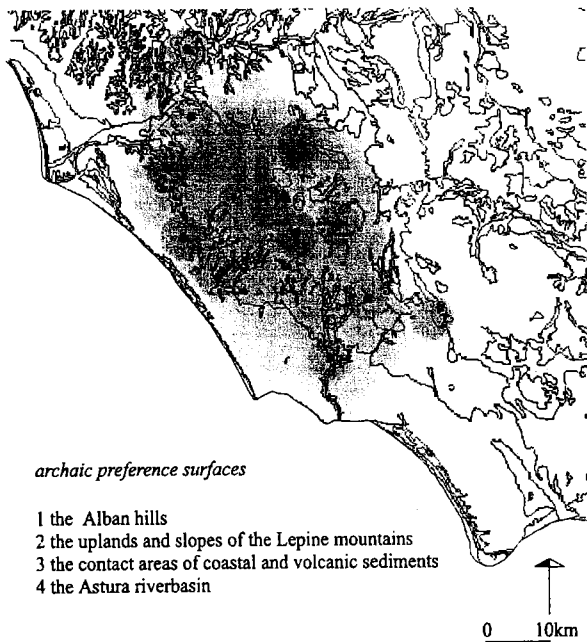 archaic preference surfaces
1 the Alban hills
2 the uplands and slopes of the Lepine mountains
3 the contact areas of coastal and volcanic sediments
4 the Astura riverbasin
0 10km